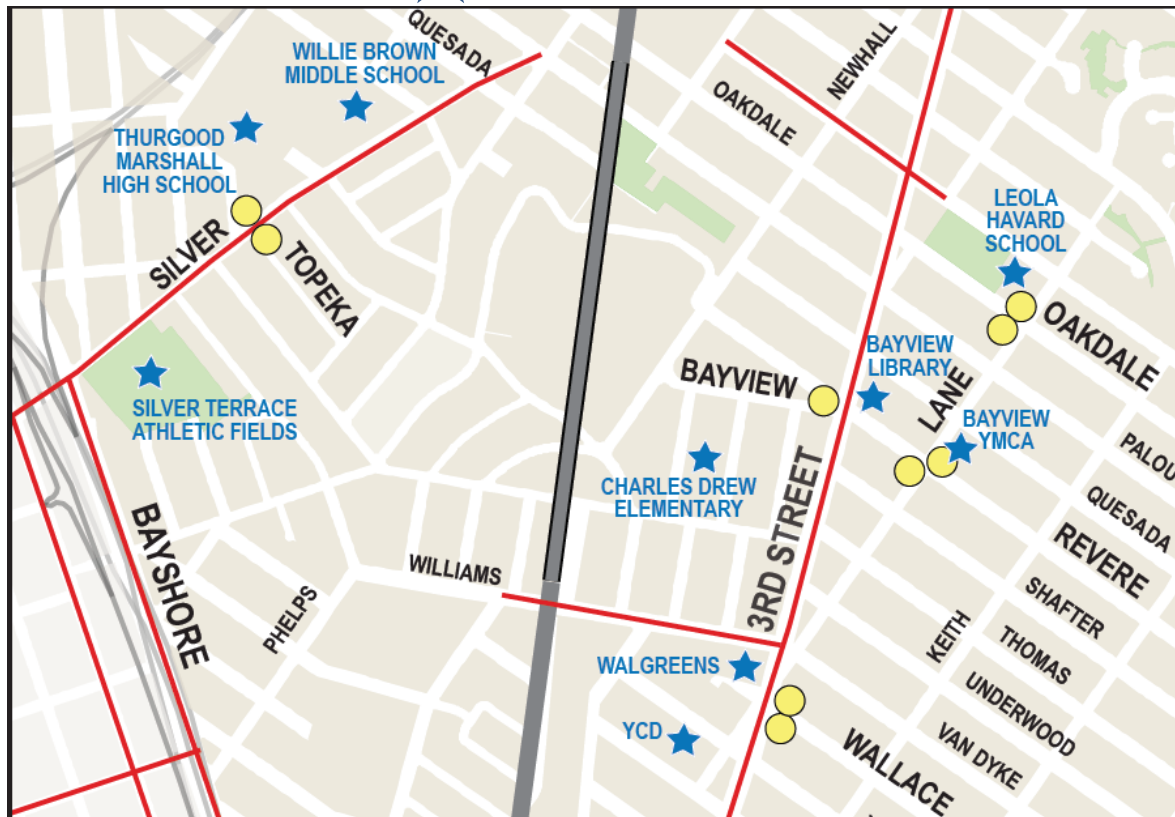 QUESADA
WILLIE BROWN
MIDDLE SCHOOL
NEWHALL
OAKDALE
THURGOOD
MARSHALL
HIGH SCHOOL
LEOLA
HAVARD
SCHOOL
SILVER
TOPEKA
OAKDALE
BAYVIEW
LIBRARY
BAYVIEW
LANE
SILVER TERRACE
ATHLETIC FIELDS
BAYVIEW
YMCA
PALOU
CHARLES DREW
ELEMENTARY
QUESADA
3RD STREET
REVERE
BAYSHORE
WILLIAMS
SHAFTER
PHELPS
KEITH
THOMAS
WALGREENS
UNDERWOOD
YCD
VAN DYKE
WALLACE